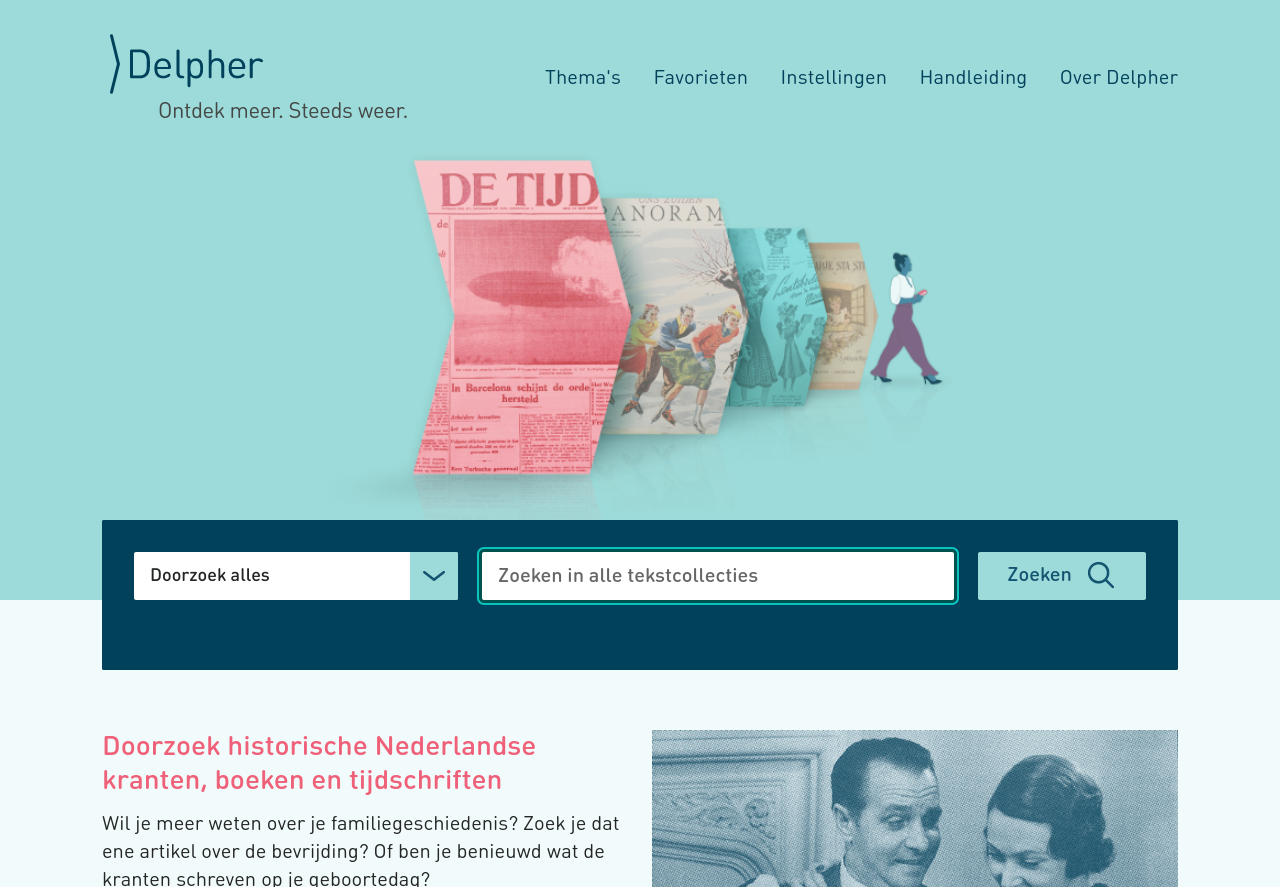 Delpher
Ontdek meer. Steeds weer.
Thema's
Favorieten
Instellingen
Handleiding
Over Delpher
DE TIJD
In Barcelona schijnt de orde
hersteld
PANORAM
Doorzoek alles
Zoeken in alle tekstcollecties
Zoeken
Doorzoek historische Nederlandse
kranten, boeken en tijdschriften
Wil je meer weten over je familiegeschiedenis? Zoek je dat
ene artikel over de bevrijding? Of ben je benieuwd wat de
kranten schreven op je geboortedag?